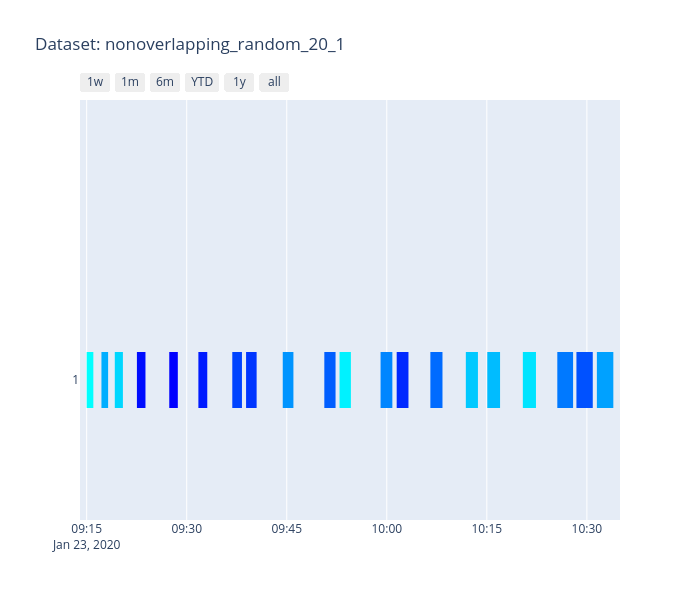 Dataset: nonoverlapping_random_20_1
1w 1m 6m YTD 1y all
1
09:15 09:30 09:45 10:00 10:15 10:30
Jan 23, 2020